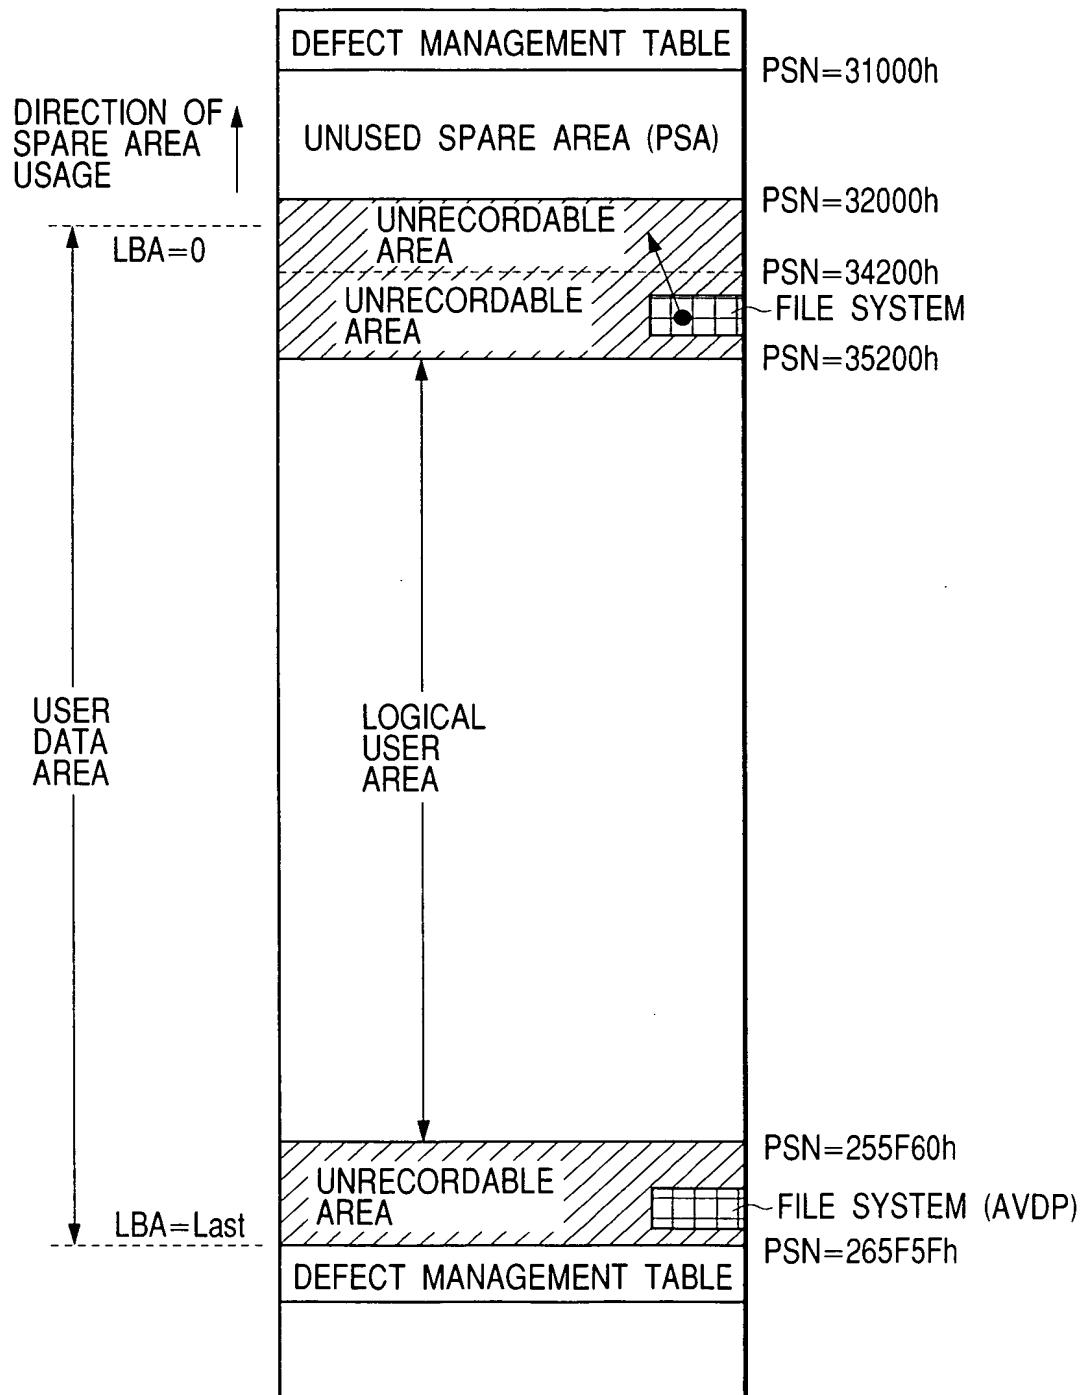 DEFECT MANAGEMENT TABLE
PSN=31000h
DIRECTION OF
SPARE AREA
USAGE
UNUSED SPARE AREA (PSA)
PSN=32000h
UNRECORDABLE
AREA
LBA=0
PSN=34200h
UNRECORDABLE
AREA
FILE SYSTEM
PSN=35200h
USER
DATA
AREA
LOGICAL
USER
AREA
PSN=255F60h
UNRECORDABLE
AREA
FILE SYSTEM (AVDP)
LBA=Last
PSN=265F5Fh
DEFECT MANAGEMENT TABLE